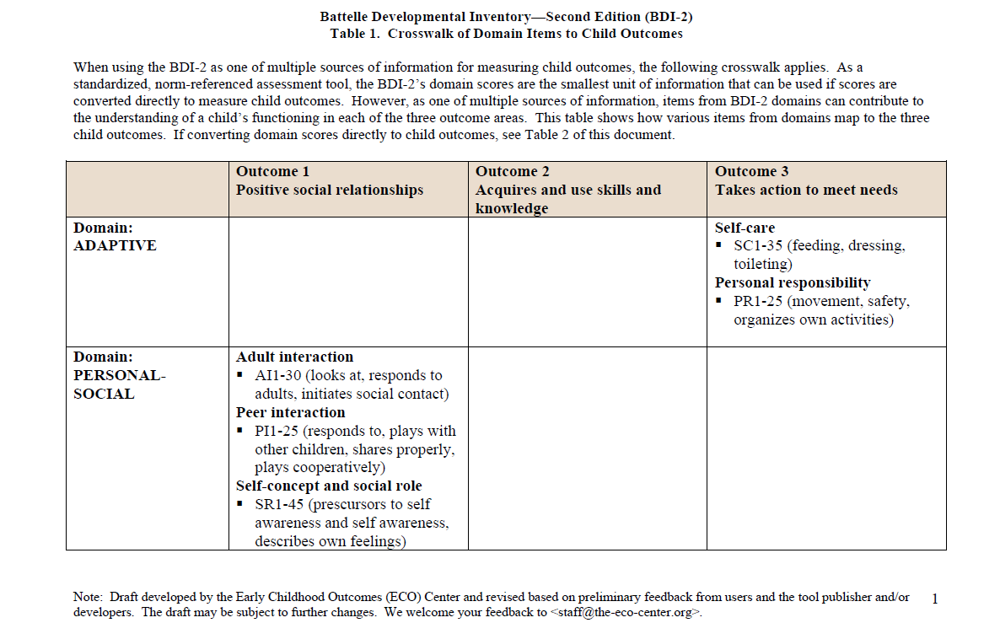 Battelle Developmental Inventory—Second Edition (BDI-2)
Table 1.  Crosswalk of Domain Items to Child Outcomes
When using the BDI-2 as one of multiple sources of information for measuring child outcomes, the following crosswalk applies.  As a
standardized, norm-referenced assessment tool, the BDI-2's domain scores are the smallest unit of information that can be used if scores are
converted directly to measure child outcomes.  However, as one of multiple sources of information, items from BDI-2 domains can contribute to
the understanding of a child's functioning in each of the three outcome areas.  This table shows how various items from domains map to the three
child outcomes.  If converting domain scores directly to child outcomes, see Table 2 of this document.
Outcome 1
Positive social relationships
Outcome 2
Acquires and use skills and
knowledge
Outcome 3
Takes action to meet needs
Domain:
ADAPTIVE
Self-care
▪ SC1-35 (feeding, dressing,
toileting)
Personal responsibility
▪ PR1-25 (movement, safety,
organizes own activities)
Domain:
PERSONAL-
SOCIAL
Adult interaction
▪ AI1-30 (looks at, responds to
adults, initiates social contact)
Peer interaction
▪ PI1-25 (responds to, plays with
other children, shares properly,
plays cooperatively)
Self-concept and social role
▪ SR1-45 (prescursors to self
awareness and self awareness,
describes own feelings)
Note:  Draft developed by the Early Childhood Outcomes (ECO) Center and revised based on preliminary feedback from users and the tool publisher and/or
developers.  The draft may be subject to further changes.  We welcome your feedback to <staff@the-eco-center.org>.
1